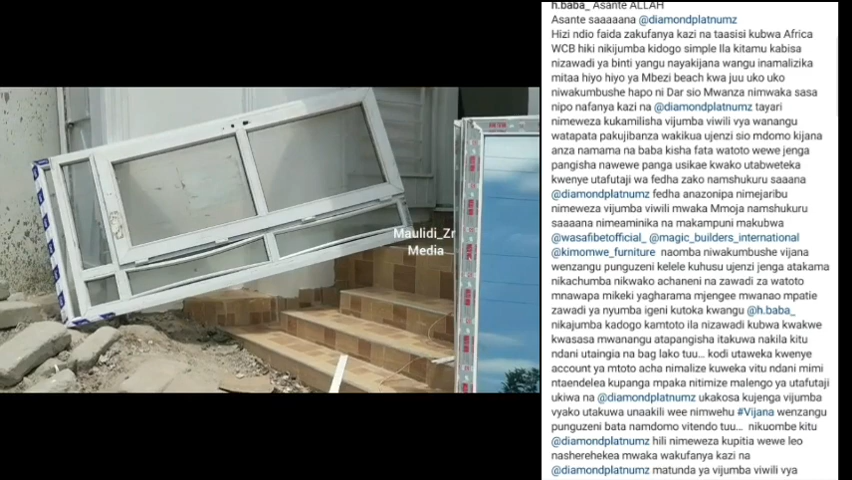 Maulidi_Zr
Media
h.baba_ Asante ALLAH
Asante saaaaana @diamondplatnumz
Hizi ndio faida zakufanya kazi na taasisi kubwa Africa
WCB hiki nikijumba kidogo simple Ila kitamu kabisa
nizawadi ya binti yangu nayakijana wangu inamalizika
mitaa hiyo hiyo ya Mbezi beach kwa juu uko uko
niwakumbushe hapo ni Dar sio Mwanza nimwaka sasa
nipo nafanya kazi na @diamondplatnumz tayari
nimeweza kukamilisha vijumba viwili vya wanangu
watapata pakujibanza wakikua ujenzi sio mdomo kijana
anza namama na baba kisha fata watoto wewe jenga
pangisha nawewe panga usikae kwako utabweteka
kwenye utafutaji wa fedha zako namshukuru saaana
@diamondplatnumz fedha anazonipa nimejaribu
nimeweza vijumba viwili mwaka Mmoja namshukuru
saaaana nimeaminika na makampuni makubwa
@wasafibetofficial_ @magic_builders_international
@kimomwe_furniture naomba niwakumbushe vijana
wenzangu punguzeni kelele kuhusu ujenzi jenga atakama
nikachumba nikwako achaneni na zawadi za watoto
mnawapa mikeki yagharama mjengee mwanao mpatie
zawadi ya nyumba igeni kutoka kwangu @h.baba_
nikajumba kadogo kamtoto ila nizawadi kubwa kwakwe
kwasasa mwanangu atapangisha itakuwa nakila kitu
ndani utaingia na bag lako tuu... kodi utaweka kwenye
account ya mtoto acha nimalize kuweka vitu ndani mimi
ntaendelea kupanga mpaka nitimize malengo ya utafutaji
ukiwa na @diamondplatnumz ukakosa kujenga vijumba
vyako utakuwa unaakili wee nimwehu #Vijana wenzangu
punguzeni bata namdomo vitendo tuu... nikuombe kitu
@diamondplatnumz hili nimeweza kupitia wewe leo
nasherehekea mwaka wakufanya kazi na
@diamondplatnumz matunda ya vijumba viwili vya